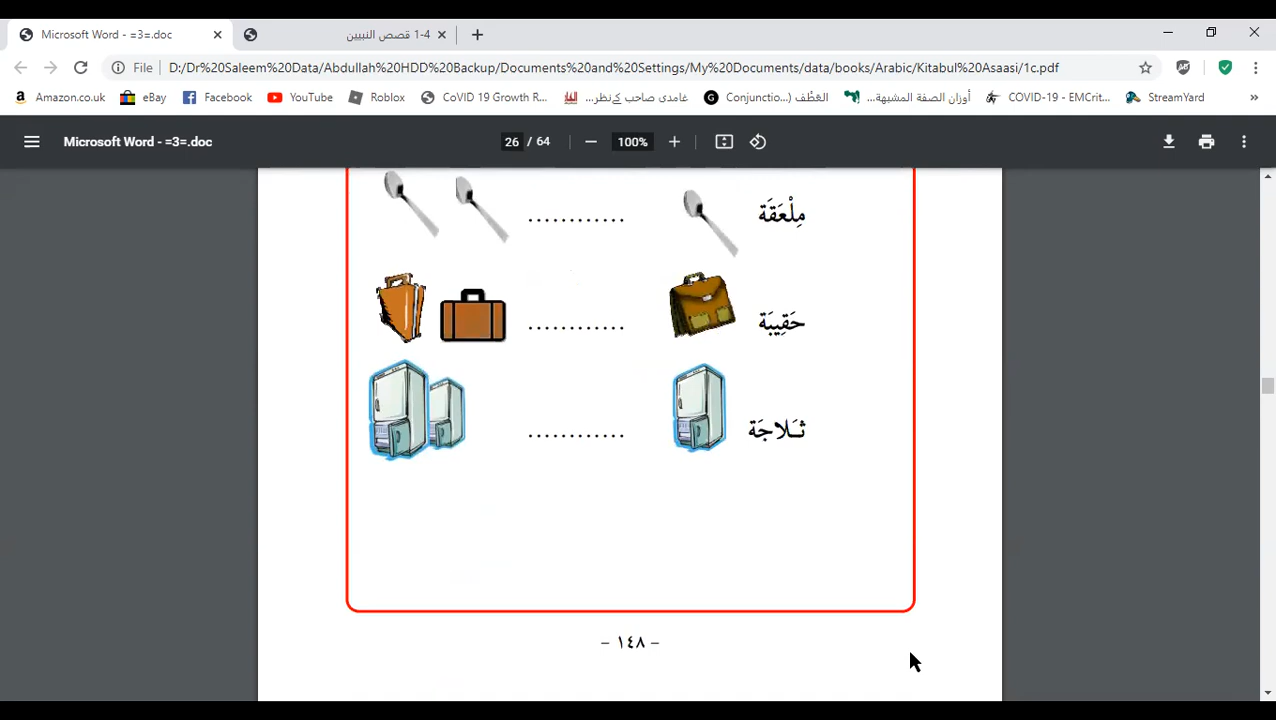 Microsoft Word - =3=.doc
1-4 قصص النبيين
File
D:/Dr%20Saleem%20Data/Abdullah%20HDD%20Backup/Documents%20and%20Settings/My%20Documents/data/books/Arabic/Kitabul%20Asaasi/1c.pdf
Amazon.co.uk
eBay
Facebook
YouTube
Roblox
CoVID 19 Growth R...
غامدی صاحب کے نظر...
Conjunctio...) العَطْف
أوزان الصفة المشبهة...
COVID-19 - EMCrit...
StreamYard
»
Microsoft Word - =3=.doc
26 / 64
100%
مِلْعَقَة ............
حَقِيبَة ............
ثَـلاجَة ............
- ١٤٨ -